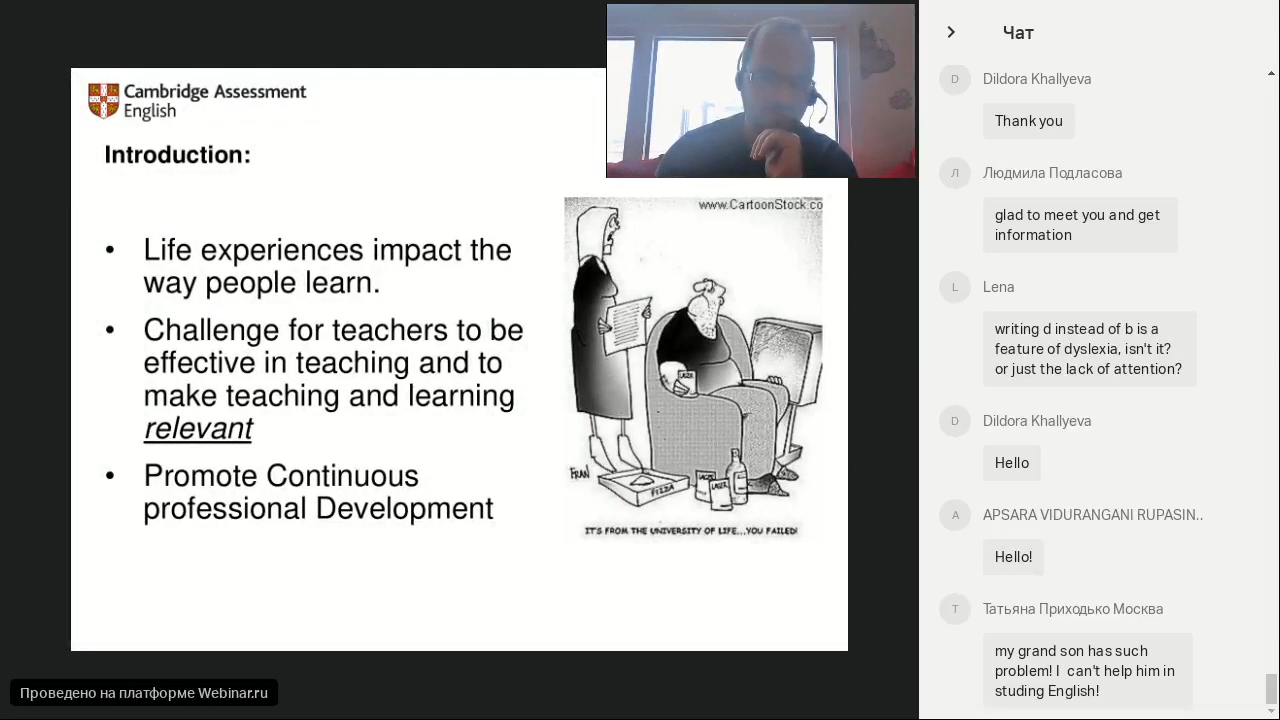 Cambridge Assessment
English
Introduction:
• Life experiences impact the
way people learn.
• Challenge for teachers to be
effective in teaching and to
make teaching and learning
relevant
• Promote Continuous
professional Development
www.CartoonStock.co
FRAN
PIZZA
LAGER
LAGER
LAGER
IT'S FROM THE UNIVERSITY OF LIFE...YOU FAILED!
Проведено на платформе Webinar.ru
Чат
D
Dildora Khallyeva
Thank you
Л
Людмила Подласова
glad to meet you and get
information
L
Lena
writing d instead of b is a
feature of dyslexia, isn't it?
or just the lack of attention?
D
Dildora Khallyeva
Hello
A
APSARA VIDURANGANI RUPASIN..
Hello!
Т
Татьяна Приходько Москва
my grand son has such
problem! I can't help him in
studing English!